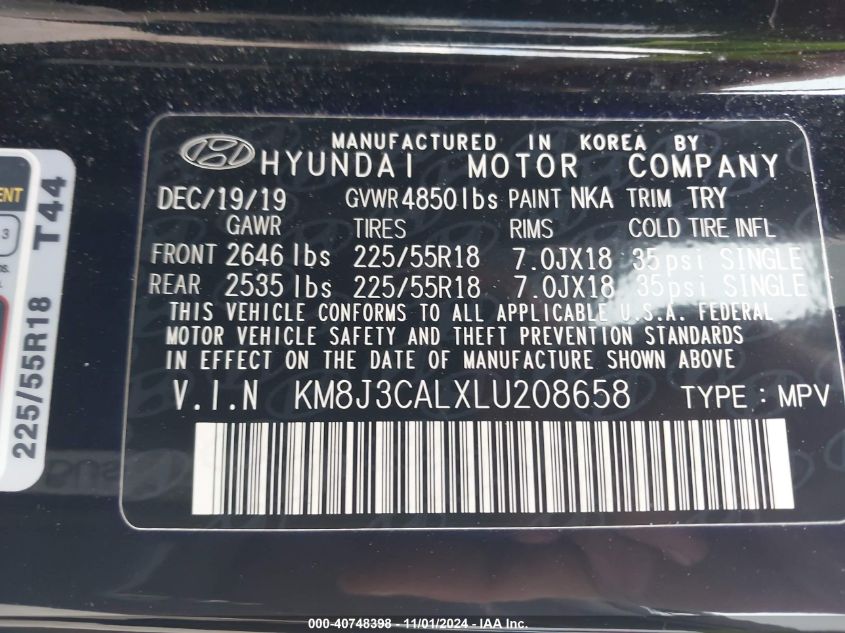 MANUFACTURED IN KOREA BY
HYUNDAI MOTOR COMPANY
DEC/19/19 GVWR 4850 lbs PAINT NKA TRIM TRY
GAWR TIRES RIMS COLD TIRE INFL
FRONT 2646 lbs 225/55R18 7.0JX18 35psi SINGLE
REAR 2535 lbs 225/55R18 7.0JX18 35psi SINGLE
THIS VEHICLE CONFORMS TO ALL APPLICABLE U.S.A. FEDERAL
MOTOR VEHICLE SAFETY AND THEFT PREVENTION STANDARDS
IN EFFECT ON THE DATE OF MANUFACTURE SHOWN ABOVE
V.I.N KM8J3CALXLU208658 TYPE : MPV
225/55R18 T44
3
000-40748398 - 11/01/2024 - IAA Inc.